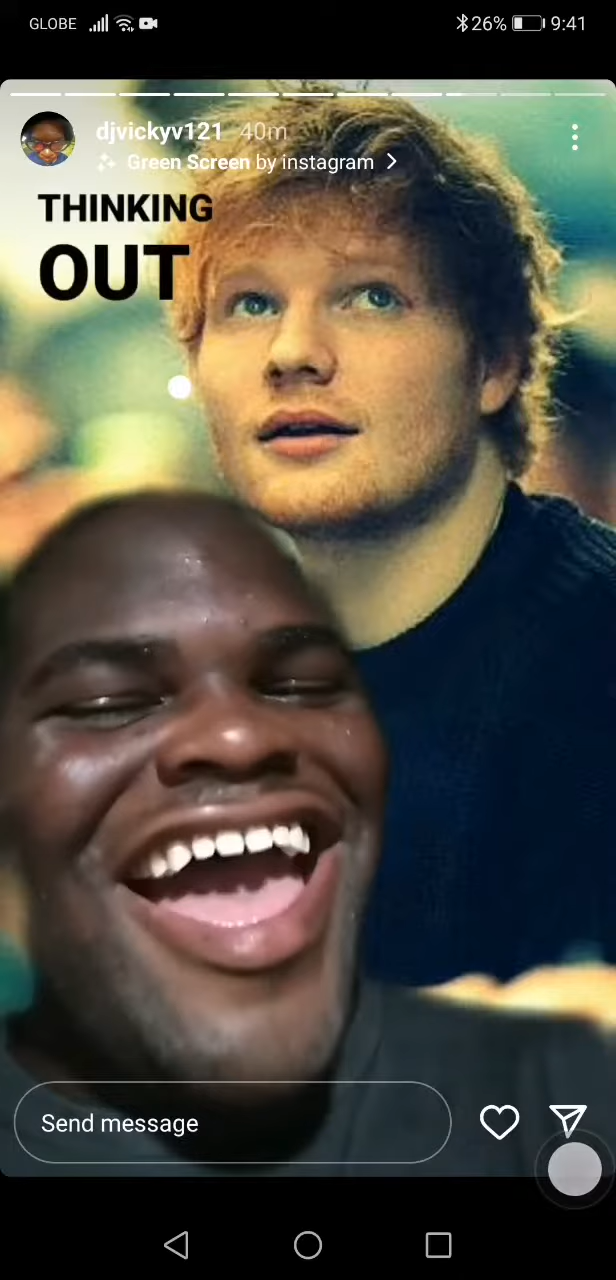 GLOBE 26% 9:41
djvickyv121 40m
Green Screen by instagram
THINKING
OUT
Send message